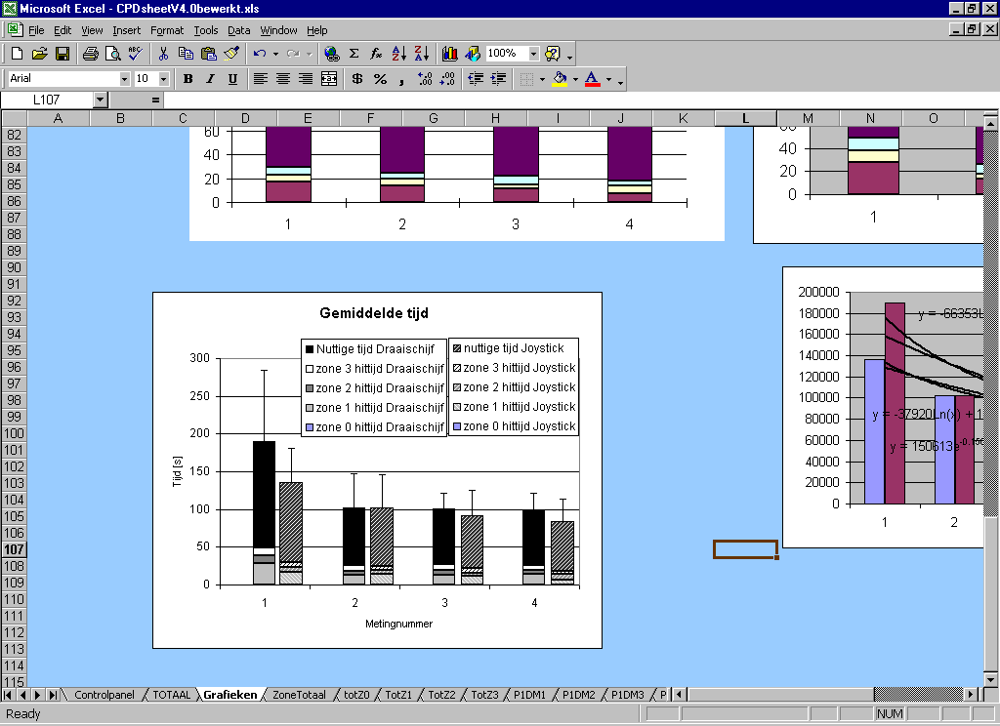 Microsoft Excel - CPDsheetV4.0bewerkt.xls
File Edit View Insert Format Tools Data Window Help
100%
Arial 10 B I U $ % ,
L107 =
A B C D E F G H I J K L M N O
82
83
84
85
86
87
88
89
90
91
92
93
94
95
96
97
98
99
100
101
102
103
104
105
106
107
108
109
110
111
112
113
114
115
60
40
20
0
1 2 3 4
60
40
20
0
1
Gemiddelde tijd
Nuttige tijd Draaischijf
zone 3 hittijd Draaischijf
zone 2 hittijd Draaischijf
zone 1 hittijd Draaischijf
zone 0 hittijd Draaischijf
nuttige tijd Joystick
zone 3 hittijd Joystick
zone 2 hittijd Joystick
zone 1 hittijd Joystick
zone 0 hittijd Joystick
Tijd [s]
300
250
200
150
100
50
0
1 2 3 4
Metingnummer
200000
180000
160000
140000
120000
100000
80000
60000
40000
20000
0
y = -66353L
y = -37920Ln(x) + 1
y = 150613e-0.156
1 2
Controlpanel TOTAAL Grafieken ZoneTotaal totZ0 TotZ1 TotZ2 TotZ3 P1DM1 P1DM2 P1DM3 P
Ready NUM